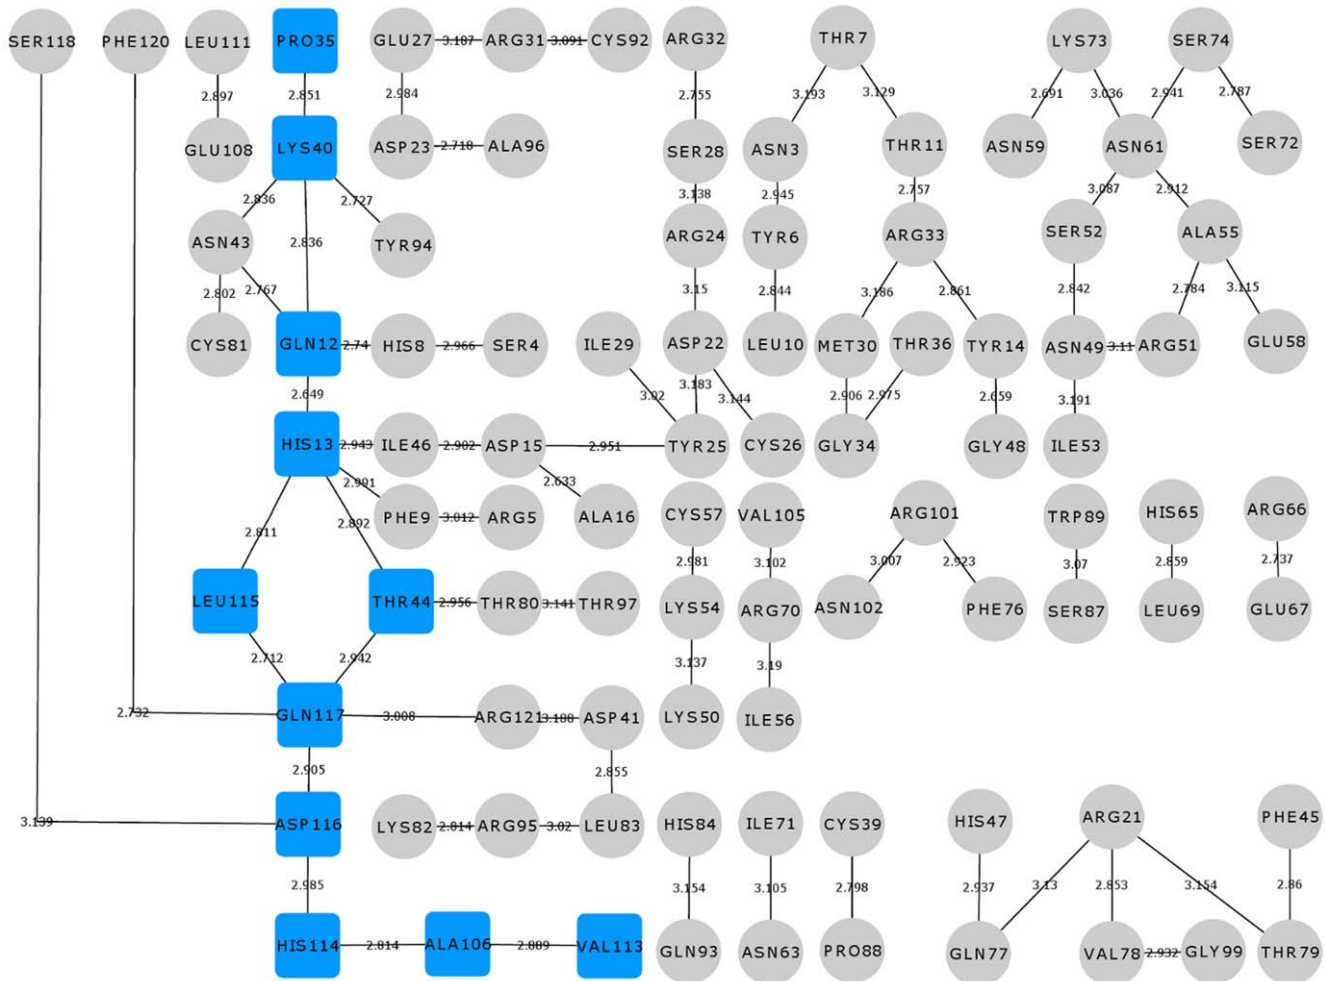 SER118 PHE120 LEU111 PRO35 GLU27 3.187 ARG31 3.091 CYS92 ARG32 THR7 LYS73 SER74
2.897 2.851 2.984 2.755 3.193 3.129 2.691 3.036 2.941 2.787
GLU108 LYS40 ASP23 2.718 ALA96 SER28 ASN3 THR11 ASN59 ASN61 SER72
2.836 2.727 3.138 2.945 2.757 3.087 2.912
ASN43 2.836 TYR94 ARG24 TYR6 ARG33 SER52 ALA55
2.802 2.767 3.15 2.844 3.186 2.861 2.842 2.784 3.115
CYS81 GLN12 2.74 HIS8 2.966 SER4 ILE29 ASP22 LEU10 MET30 THR36 TYR14 ASN49 3.11 ARG51 GLU58
2.649 3.02 3.183 3.144 2.906 2.975 2.659 3.191
HIS13 2.943 ILE46 2.902 ASP15 2.951 TYR25 CYS26 GLY34 GLY48 ILE53
2.991 2.633
2.811 2.892 PHE9 3.012 ARG5 ALA16 CYS57 VAL105 ARG101 TRP89 HIS65 ARG66
2.981 3.102 3.007 2.923 3.07 2.859 2.737
LEU115 THR44 2.956 THR80 3.141 THR97 LYS54 ARG70 ASN102 PHE76 SER87 LEU69 GLU67
2.712 2.942 3.137 3.19
2.732 GLN117 3.008 ARG121 3.188 ASP41 LYS50 ILE56
2.905 2.855
3.139 ASP116 LYS82 2.814 ARG95 3.02 LEU83 HIS84 ILE71 CYS39 HIS47 ARG21 PHE45
2.985 3.154 3.105 2.798 2.937 3.13 2.853 3.154 2.86
HIS114 2.814 ALA106 2.889 VAL113 GLN93 ASN63 PRO88 GLN77 VAL78 2.932 GLY99 THR79